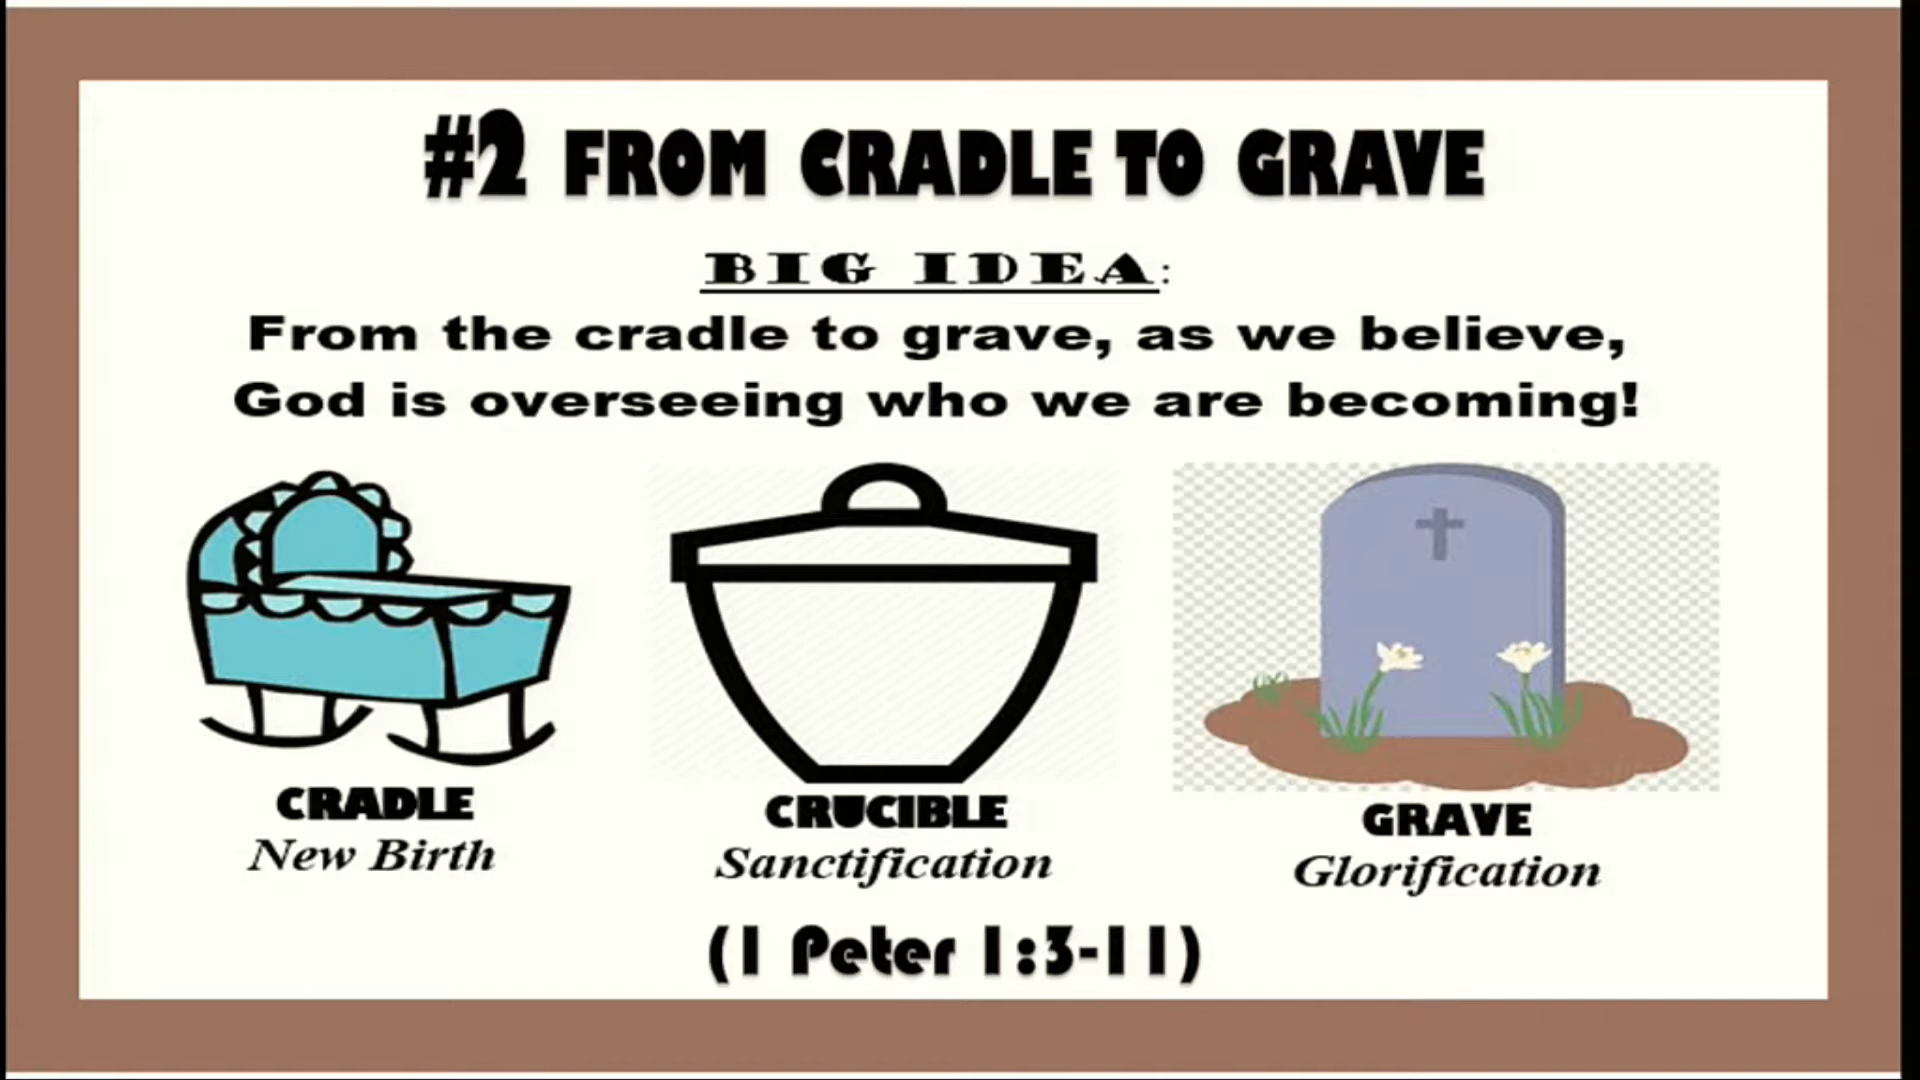 #2 FROM CRADLE TO GRAVE
BIG IDEA:
From the cradle to grave, as we believe,
God is overseeing who we are becoming!
CRADLE
New Birth
CRUCIBLE
Sanctification
GRAVE
Glorification
(1 Peter 1:3-11)